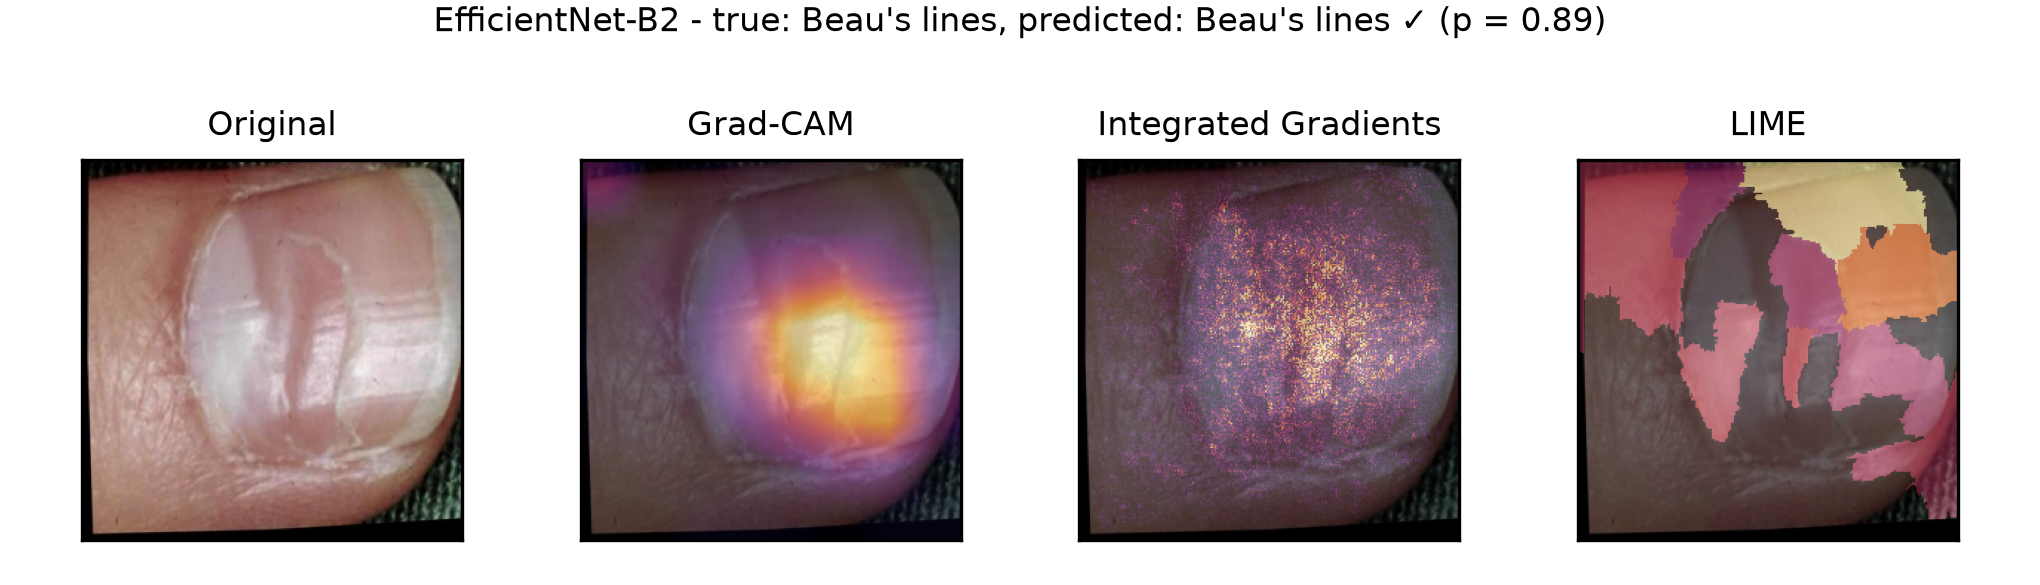 EfficientNet-B2 - true: Beau's lines, predicted: Beau's lines ✓ (p = 0.89)
Original
Grad-CAM
Integrated Gradients
LIME